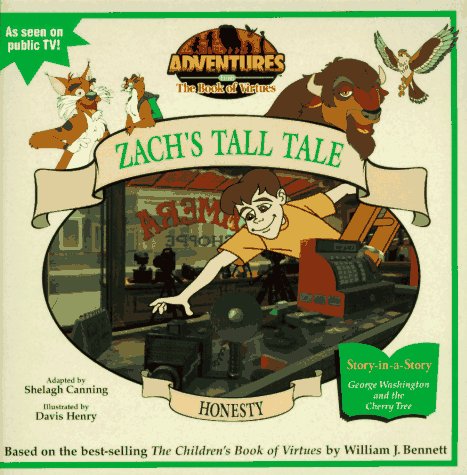 As seen on
public TV!
ADVENTURES
from
The Book of Virtues
ZACH'S TALL TALE
CAMERA
SHOPPE
Adapted by
Shelagh Canning
Illustrated by
Davis Henry
HONESTY
Story-in-a-Story
George Washington
and the
Cherry Tree
Based on the best-selling The Children's Book of Virtues by William J. Bennett